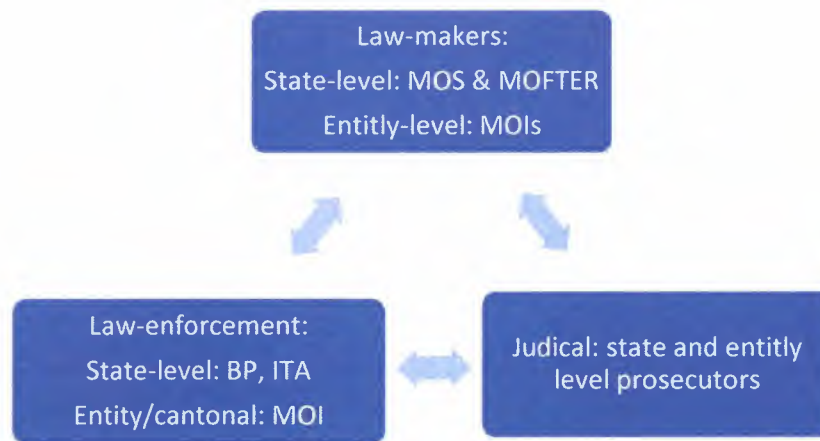 Law-makers:
State-level: MOS & MOFTER
Entitly-level: MOIs
Law-enforcement:
State-level: BP, ITA
Entity/cantonal: MOI
Judical: state and entitly
level prosecutors